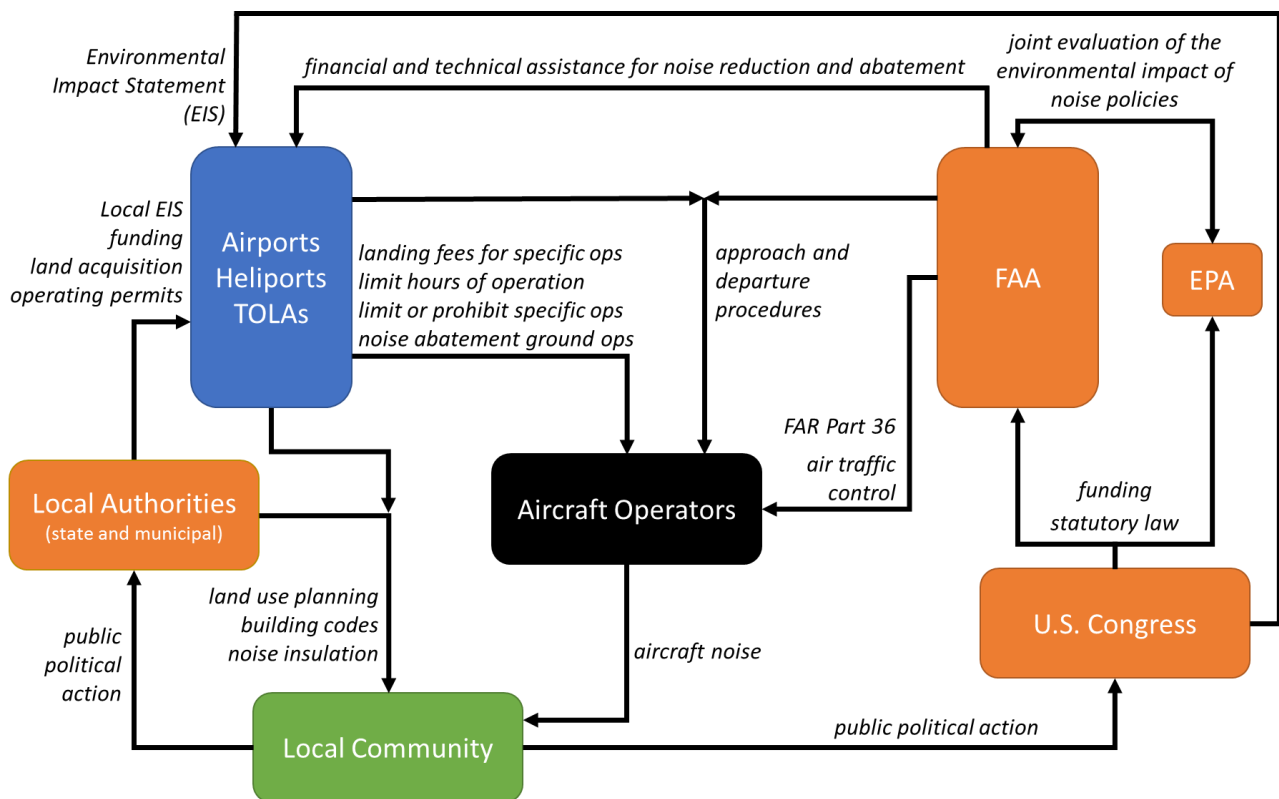 Environmental
Impact Statement
(EIS)
financial and technical assistance for noise reduction and abatement
joint evaluation of the
environmental impact of
noise policies
Local EIS
funding
land acquisition
operating permits
Airports
Heliports
TOLAs
landing fees for specific ops
limit hours of operation
limit or prohibit specific ops
noise abatement ground ops
approach and
departure
procedures
FAA
EPA
FAR Part 36
air traffic
control
Local Authorities
(state and municipal)
Aircraft Operators
funding
statutory law
land use planning
building codes
noise insulation
public
political
action
aircraft noise
U.S. Congress
Local Community
public political action